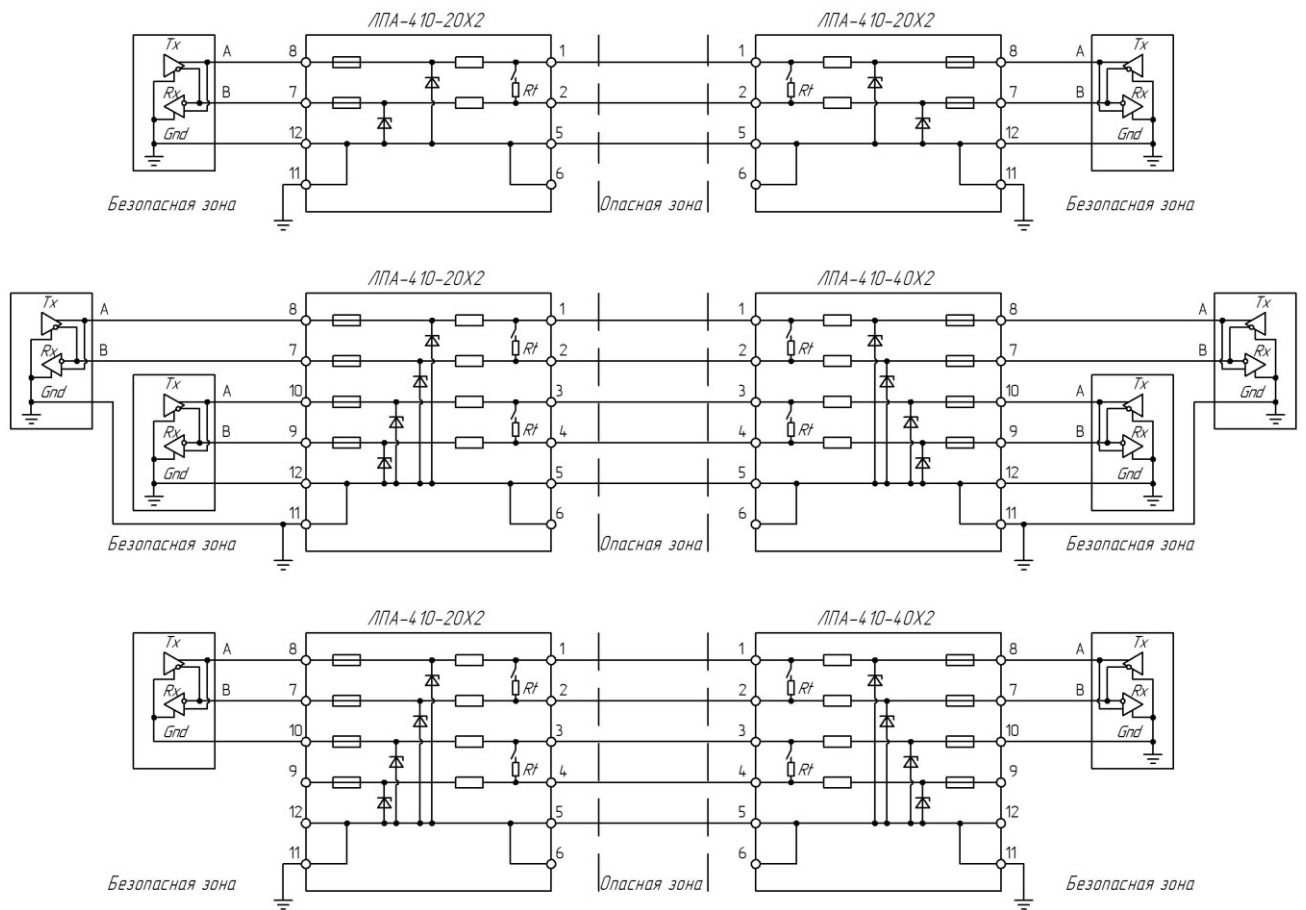 ЛПА-410-20Х2 ЛПА-410-20Х2
Tx A 8 1 1 8 A Tx
Rx B 7 Rt 2 2 Rt 7 B Rx
Gnd 12 5 5 12 Gnd
11 6 6 11
Безопасная зона Опасная зона Безопасная зона
ЛПА-410-20Х2 ЛПА-410-40Х2
Tx A 8 1 1 8 A Tx
Rx B 7 Rt 2 2 Rt 7 B Rx
Gnd Tx A 10 3 3 10 A Tx Gnd
Rx B 9 Rt 4 4 Rt 9 B Rx
Gnd 12 5 5 12 Gnd
11 6 6 11
Безопасная зона Опасная зона Безопасная зона
ЛПА-410-20Х2 ЛПА-410-40Х2
Tx A 8 1 1 8 A Tx
Rx B 7 Rt 2 2 Rt 7 B Rx
Gnd 10 3 3 10 Gnd
9 Rt 4 4 Rt 9
12 5 5 12
11 6 6 11
Безопасная зона Опасная зона Безопасная зона